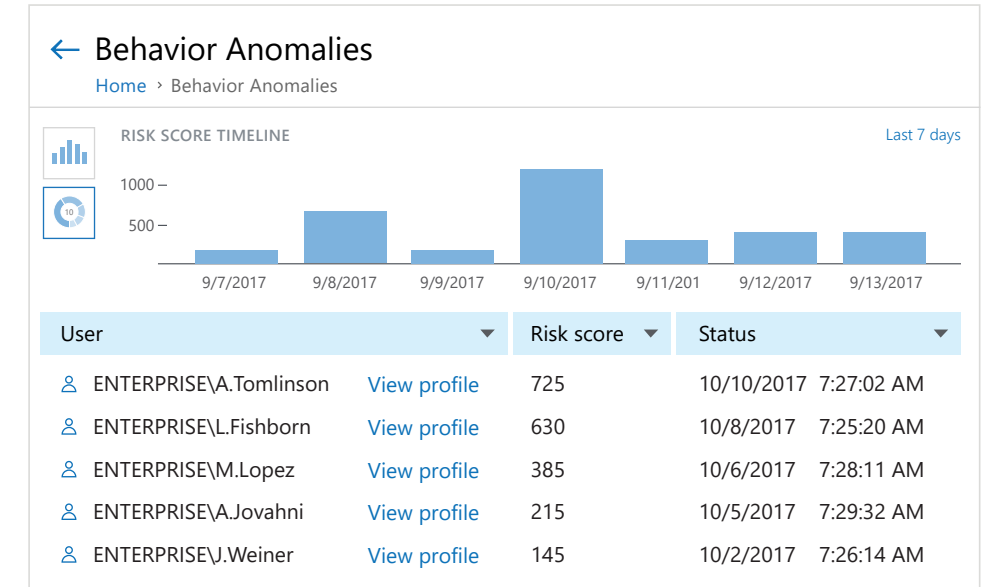 ← Behavior Anomalies
Home › Behavior Anomalies
RISK SCORE TIMELINE Last 7 days
1000
10
500
9/7/2017 9/8/2017 9/9/2017 9/10/2017 9/11/201 9/12/2017 9/13/2017
User Risk score Status
ENTERPRISE\A.Tomlinson View profile 725 10/10/2017 7:27:02 AM
ENTERPRISE\L.Fishborn View profile 630 10/8/2017 7:25:20 AM
ENTERPRISE\M.Lopez View profile 385 10/6/2017 7:28:11 AM
ENTERPRISE\A.Jovahni View profile 215 10/5/2017 7:29:32 AM
ENTERPRISE\J.Weiner View profile 145 10/2/2017 7:26:14 AM